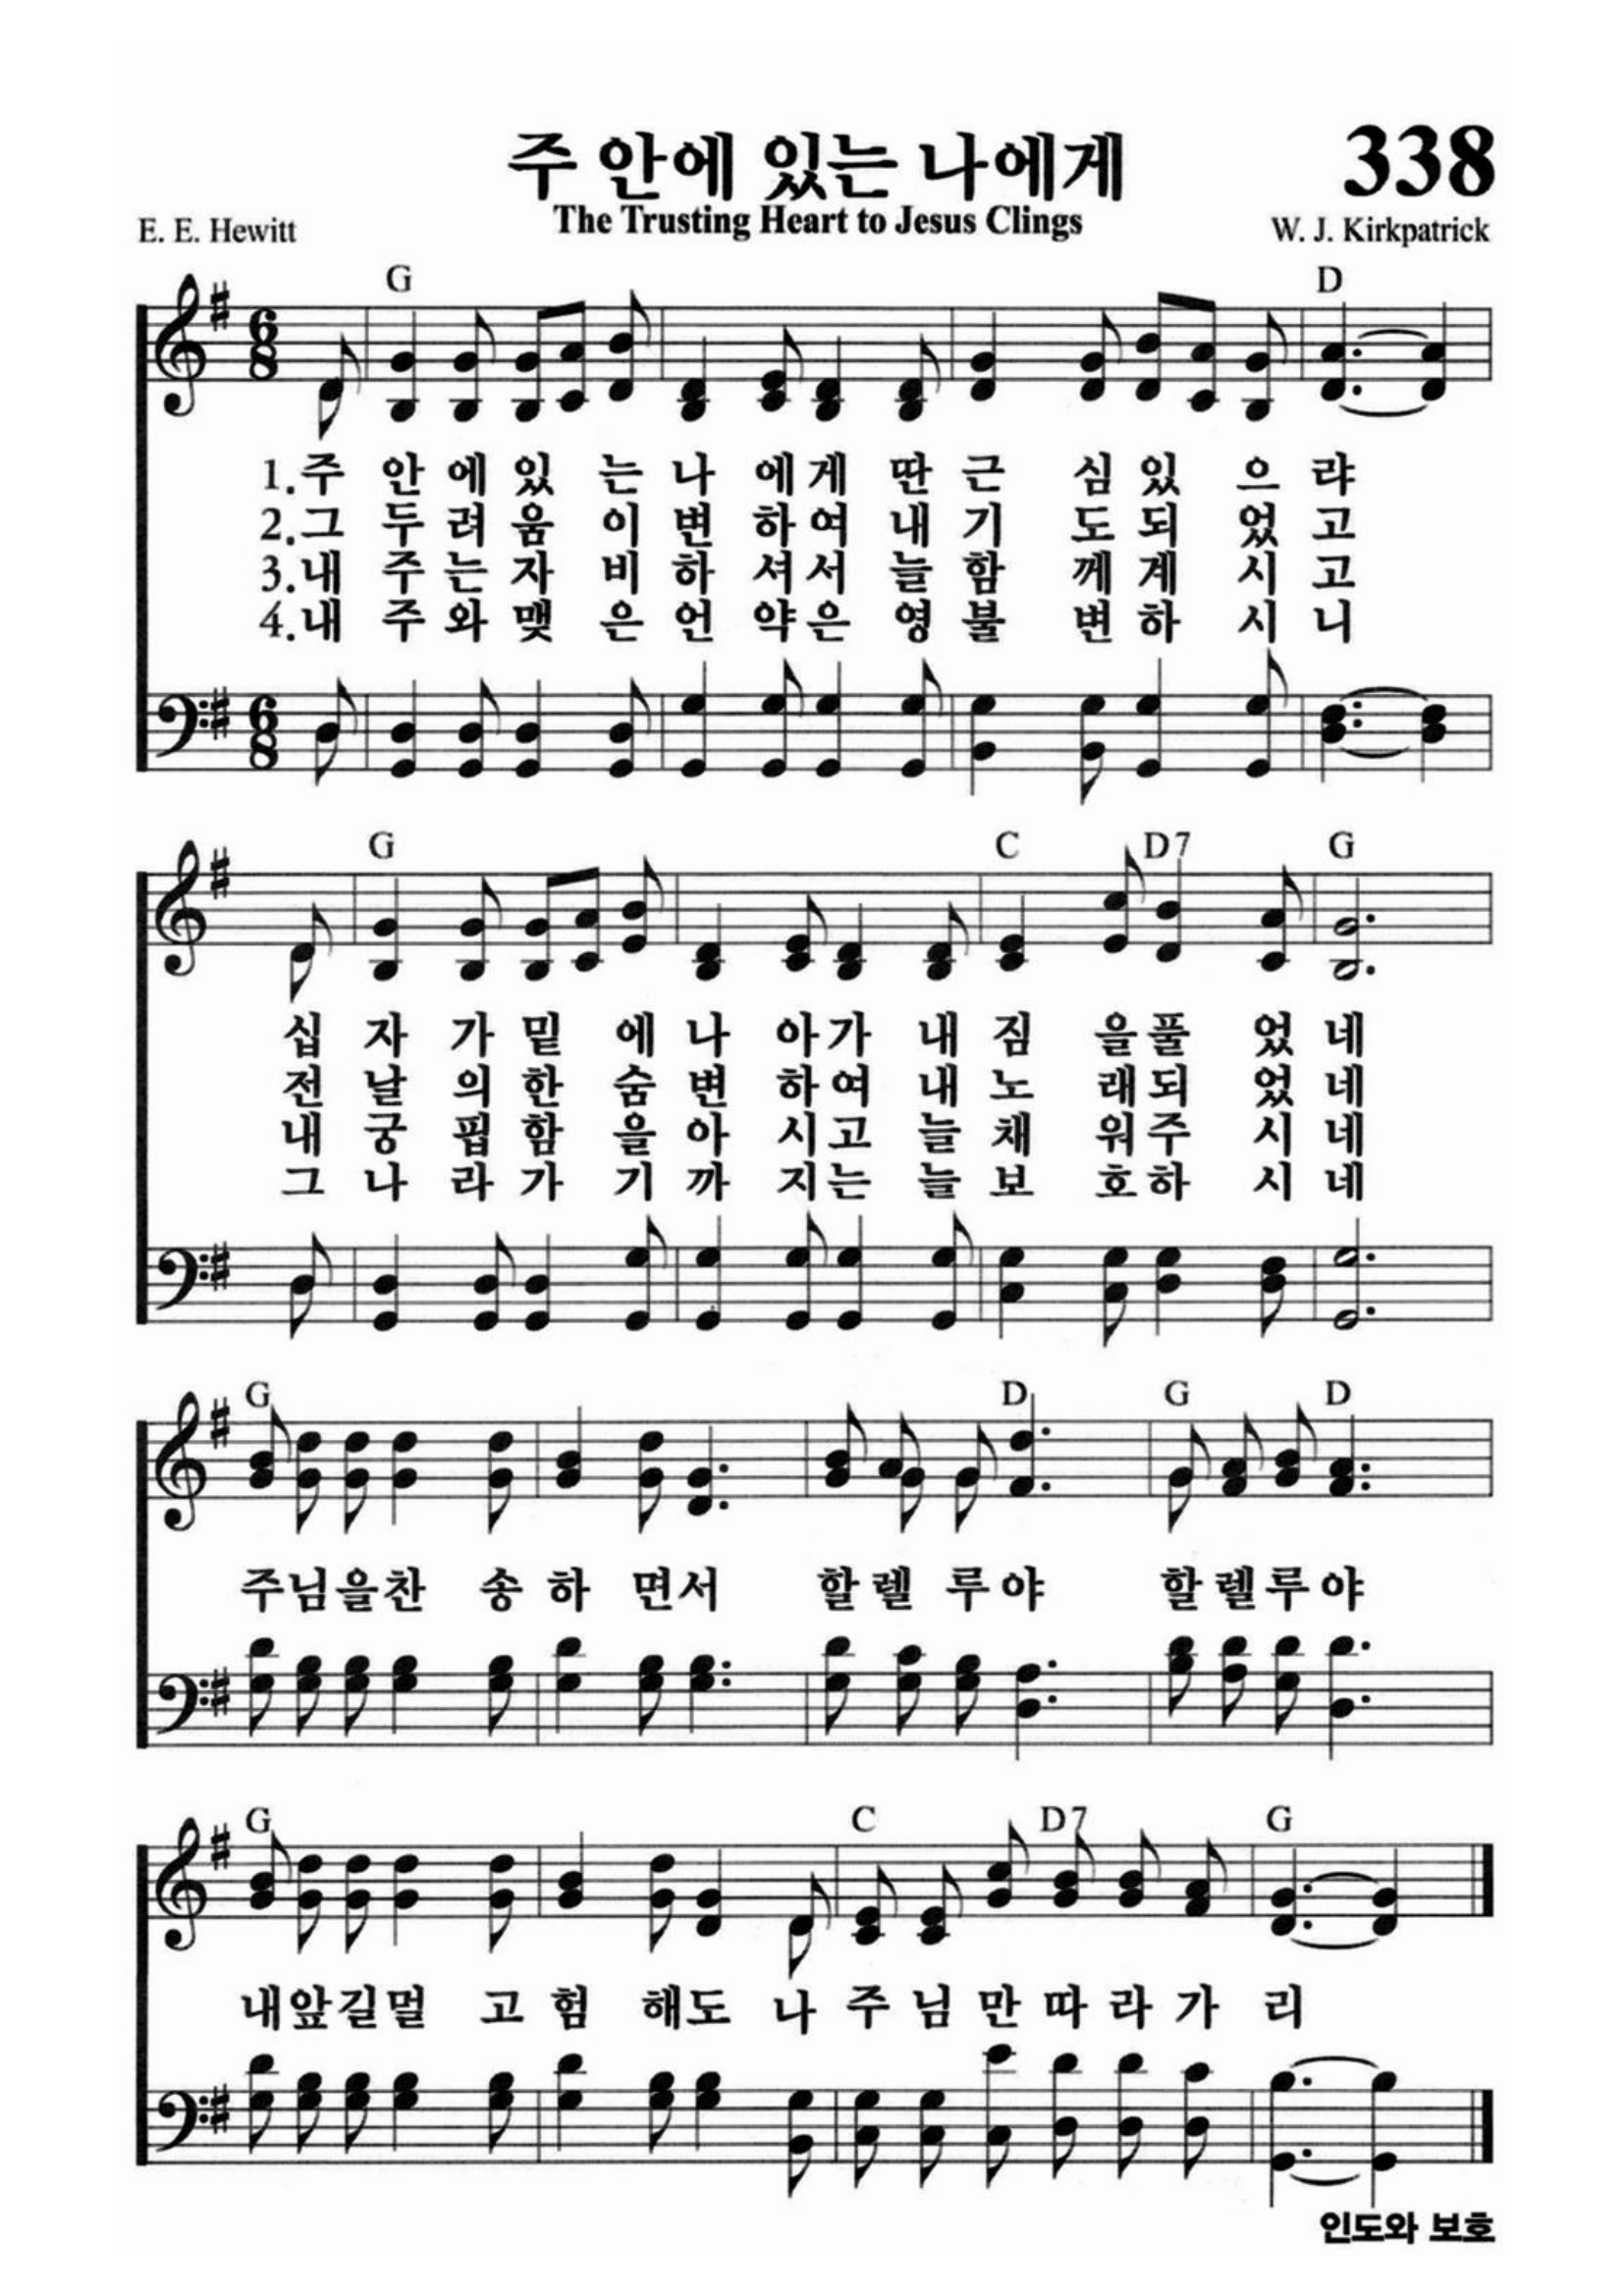 주 안에 있는 나에게
338
The Trusting Heart to Jesus Clings
E. E. Hewitt
W. J. Kirkpatrick
G D
6 8
1.주 안 에 있 는 나 에 게 딴 근 심 있 으 랴
2.그 두 려 움 이 변 하 여 내 기 도 되 었 고
3.내 주 는 자 비 하 셔 서 늘 함 께 계 시 고
4.내 주 와 맺 은 언 약 은 영 불 변 하 시 니
6 8
G C D7 G
십 자 가 밑 에 나 아 가 내 짐 을 풀 었 네
전 날 의 한 숨 변 하 여 내 노 래 되 었 네
내 궁 핍 함 을 아 시 고 늘 채 워 주 시 네
그 나 라 가 기 까 지 는 늘 보 호 하 시 네
G D G D
주 님 을 찬 송 하 면 서 할 렐 루 야 할 렐 루 야
G C D7 G
내 앞 길 멀 고 험 해 도 나 주 님 만 따 라 가 리
인도와 보호